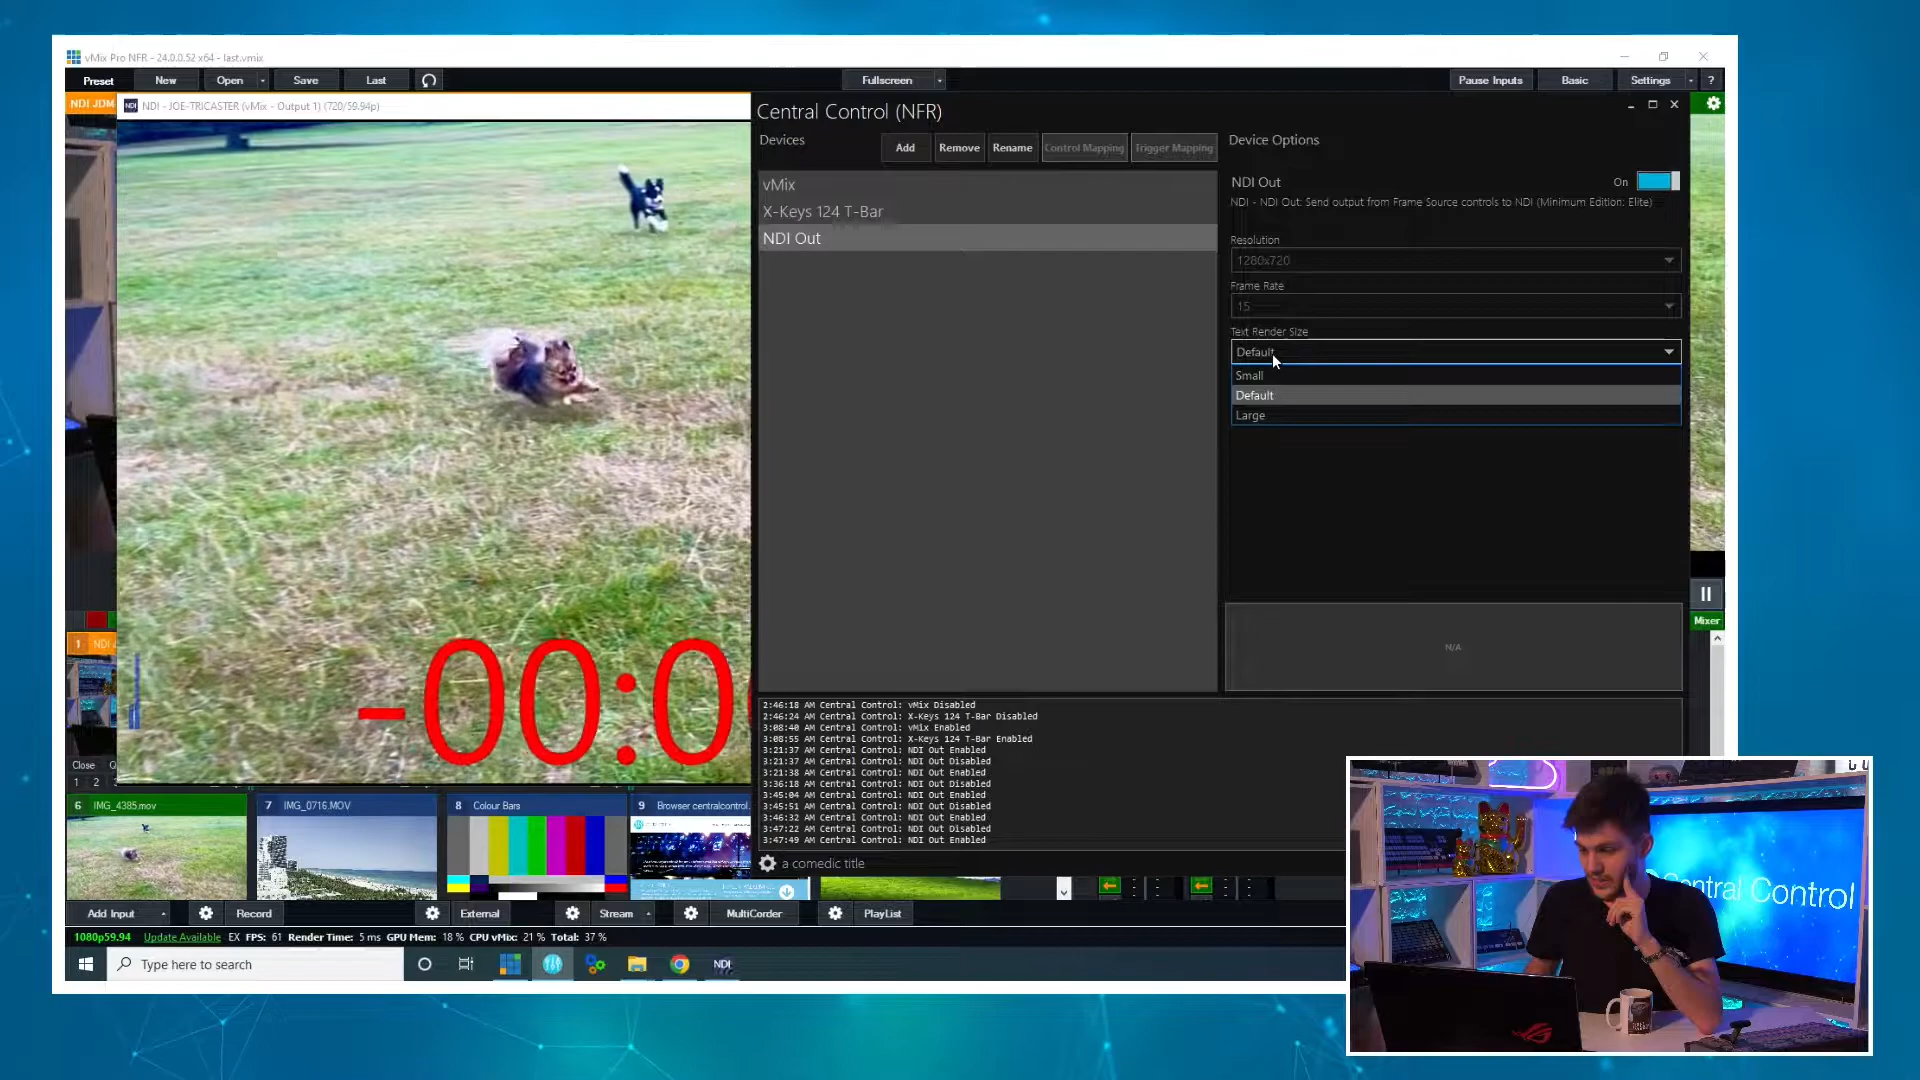 vMix Pro NFR - 24.0.0.52 x64 - last.vmix
Preset New Open Save Last Fullscreen Pause Inputs Basic Settings ?
NDI JDM
NDI - JOE-TRICASTER (vMix - Output 1) (720/59.94p)
Central Control (NFR)
Devices Add Remove Rename Control Mapping Trigger Mapping
vMix
X-Keys 124 T-Bar
NDI Out
Device Options
NDI Out On
NDI - NDI Out: Send output from Frame Source controls to NDI (Minimum Edition: Elite)
Resolution
1280x720
Frame Rate
15
Text Render Size
Default
Small
Default
Large
N/A
Mixer
1 NDI
-00:0
2:46:18 AM Central Control: vMix Disabled
2:46:24 AM Central Control: X-Keys 124 T-Bar Disabled
3:08:40 AM Central Control: vMix Enabled
3:08:55 AM Central Control: X-Keys 124 T-Bar Enabled
3:21:37 AM Central Control: NDI Out Enabled
3:21:37 AM Central Control: NDI Out Disabled
3:21:38 AM Central Control: NDI Out Enabled
3:36:18 AM Central Control: NDI Out Disabled
3:45:04 AM Central Control: NDI Out Enabled
3:45:51 AM Central Control: NDI Out Disabled
3:46:32 AM Central Control: NDI Out Enabled
3:47:22 AM Central Control: NDI Out Disabled
3:47:49 AM Central Control: NDI Out Enabled
a comedic title
Close
1 2
6 IMG_4385.mov 7 IMG_0716.MOV 8 Colour Bars 9 Browser centralcontrol.
Add Input Record External Stream MultiCorder PlayList
1080p59.94 Update Available EX FPS: 61 Render Time: 5 ms GPU Mem: 18 % CPU vMix: 21 % Total: 37 %
Type here to search
NDI
Central Control